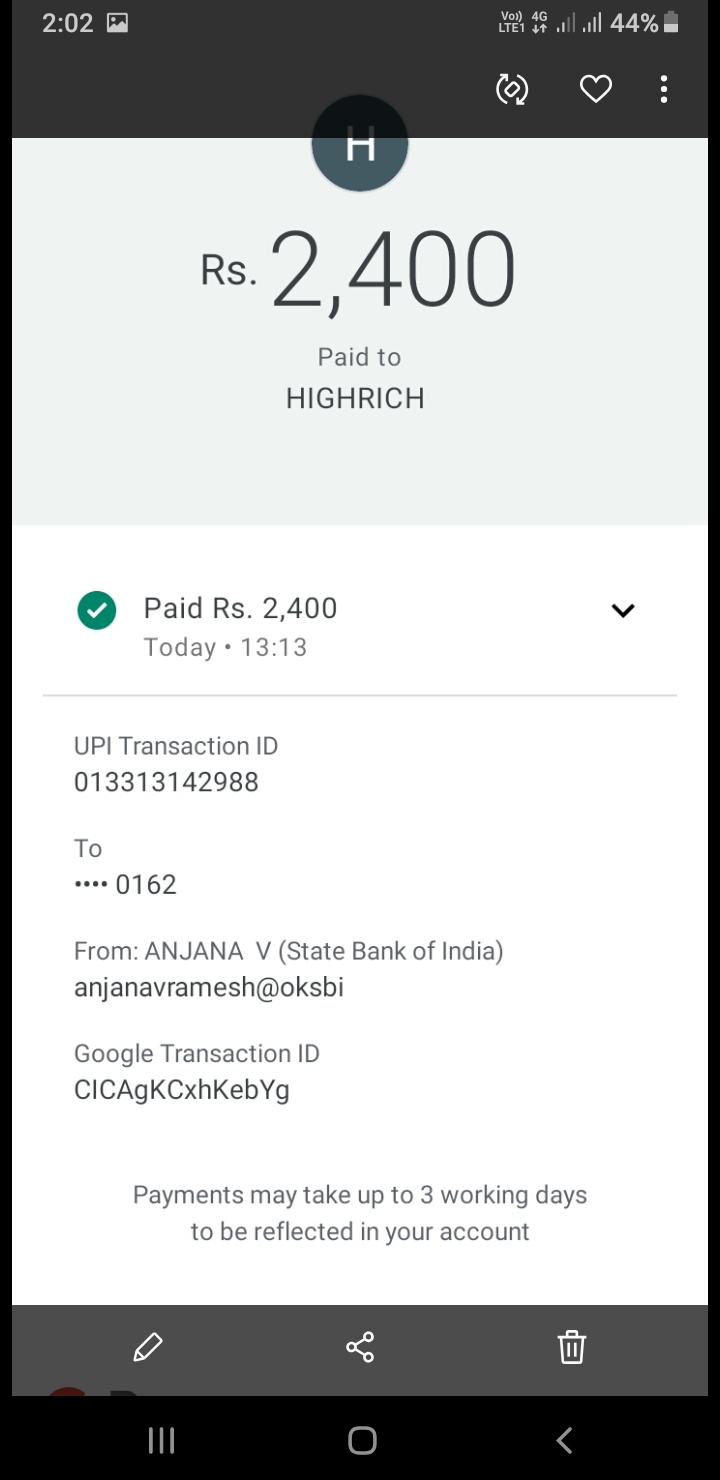 2:02
Vo)) 4G
LTE1 44%
H
Rs. 2,400
Paid to
HIGHRICH
Paid Rs. 2,400
Today • 13:13
UPI Transaction ID
013313142988
To
•••• 0162
From: ANJANA V (State Bank of India)
anjanavramesh@oksbi
Google Transaction ID
CICAgKCxhKebYg
Payments may take up to 3 working days
to be reflected in your account